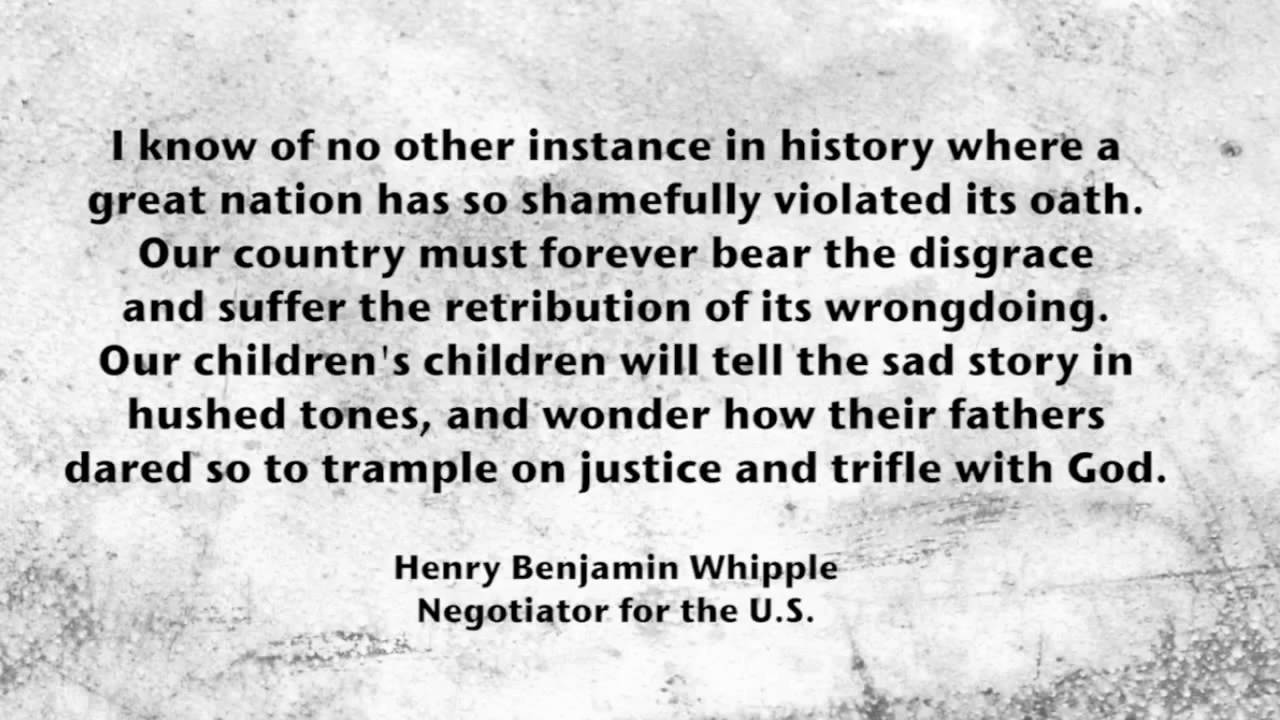 I know of no other instance in history where a
great nation has so shamefully violated its oath.
Our country must forever bear the disgrace
and suffer the retribution of its wrongdoing.
Our children's children will tell the sad story in
hushed tones, and wonder how their fathers
dared so to trample on justice and trifle with God.
Henry Benjamin Whipple
Negotiator for the U.S.